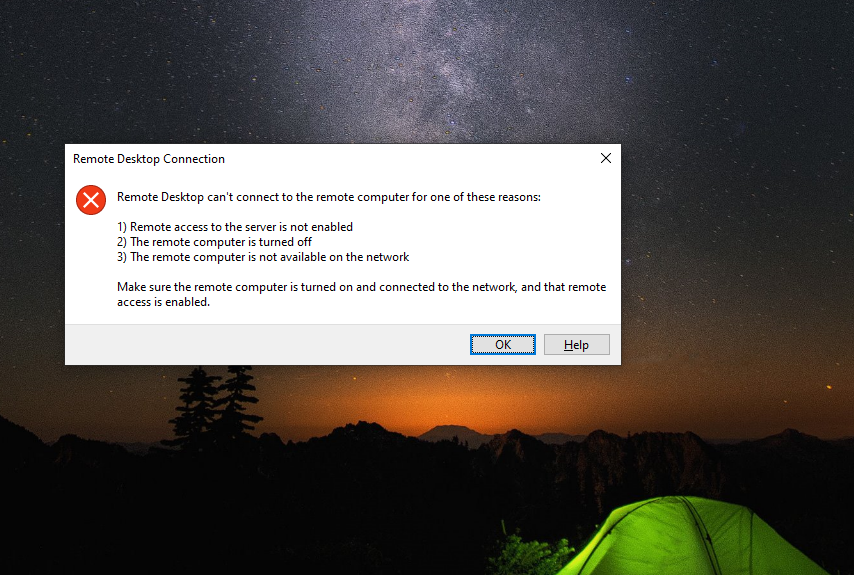 Remote Desktop Connection
Remote Desktop can't connect to the remote computer for one of these reasons:
1) Remote access to the server is not enabled
2) The remote computer is turned off
3) The remote computer is not available on the network
Make sure the remote computer is turned on and connected to the network, and that remote
access is enabled.
OK
Help